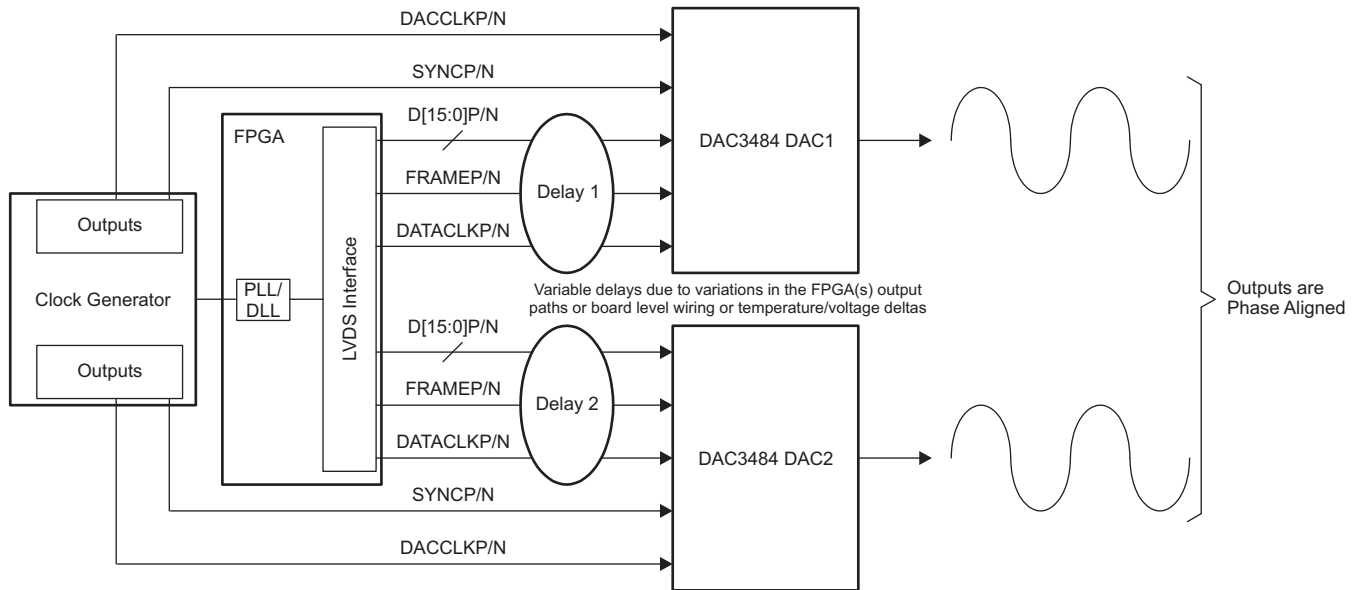 DACCLKP/N
SYNCP/N
D[15:0]P/N
FPGA
DAC3484 DAC1
FRAMEP/N
Delay 1
Outputs
DATACLKP/N
LVDS Interface
Clock Generator
PLL/
DLL
Variable delays due to variations in the FPGA(s) output
paths or board level wiring or temperature/voltage deltas
Outputs are
Phase Aligned
D[15:0]P/N
Outputs
FRAMEP/N
Delay 2
DATACLKP/N
DAC3484 DAC2
SYNCP/N
DACCLKP/N